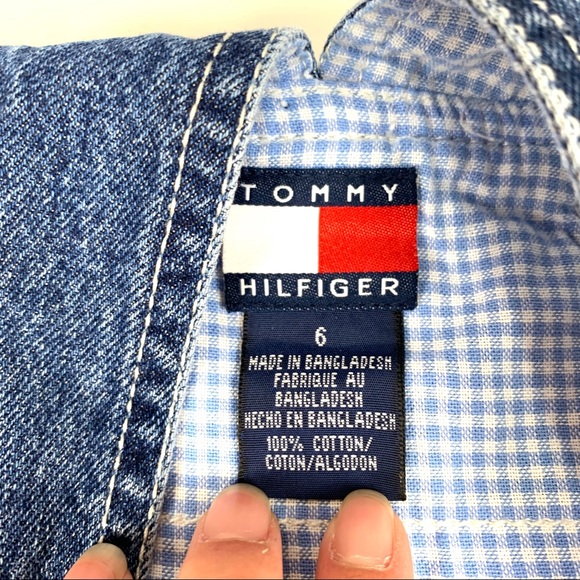 TOMMY
HILFIGER
6
MADE IN BANGLADESH
FABRIQUE AU
BANGLADESH
HECHO EN BANGLADESH
100% COTTON/
COTON/ALGODON